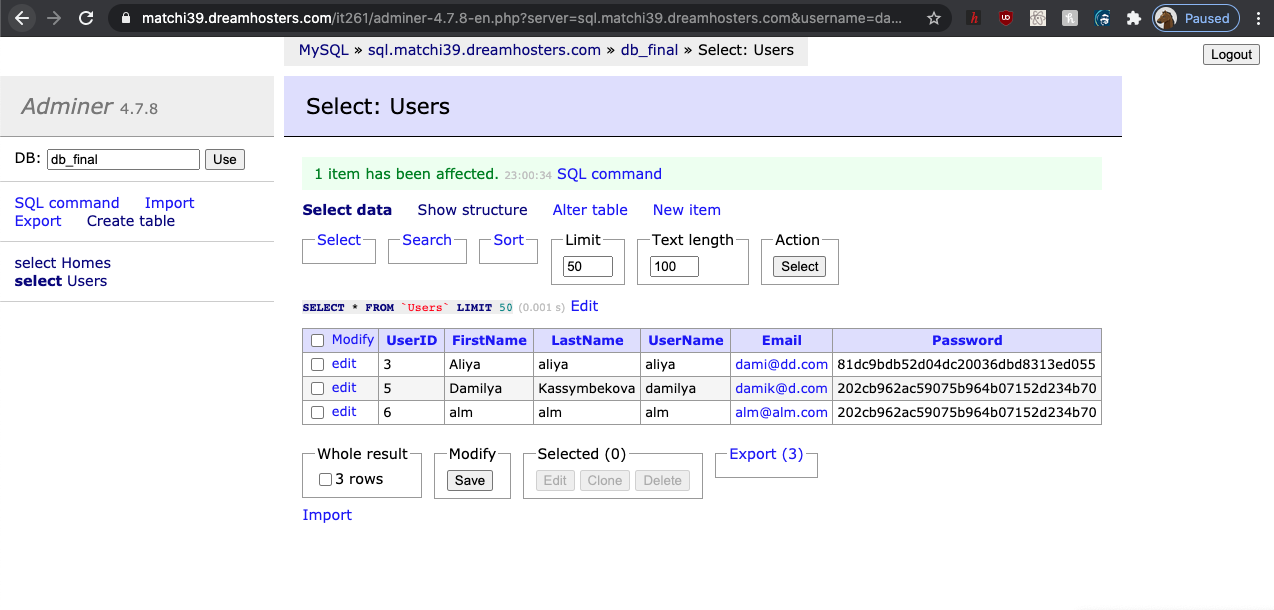 matchi39.dreamhosters.com/it261/adminer-4.7.8-en.php?server=sql.matchi39.dreamhosters.com&username=da...
Paused
MySQL » sql.matchi39.dreamhosters.com » db_final » Select: Users
Logout
Adminer 4.7.8
Select: Users
DB: db_final Use
SQL command Import
Export Create table
select Homes
select Users
1 item has been affected. 23:00:34 SQL command
Select data Show structure Alter table New item
Select Search Sort Limit Text length Action
50 100 Select
SELECT * FROM `Users` LIMIT 50 (0.001 s) Edit
Modify UserID FirstName LastName UserName Email Password
edit 3 Aliya aliya aliya dami@dd.com 81dc9bdb52d04dc20036dbd8313ed055
edit 5 Damilya Kassymbekova damilya damik@d.com 202cb962ac59075b964b07152d234b70
edit 6 alm alm alm alm@alm.com 202cb962ac59075b964b07152d234b70
Whole result Modify Selected (0) Export (3)
3 rows Save Edit Clone Delete
Import